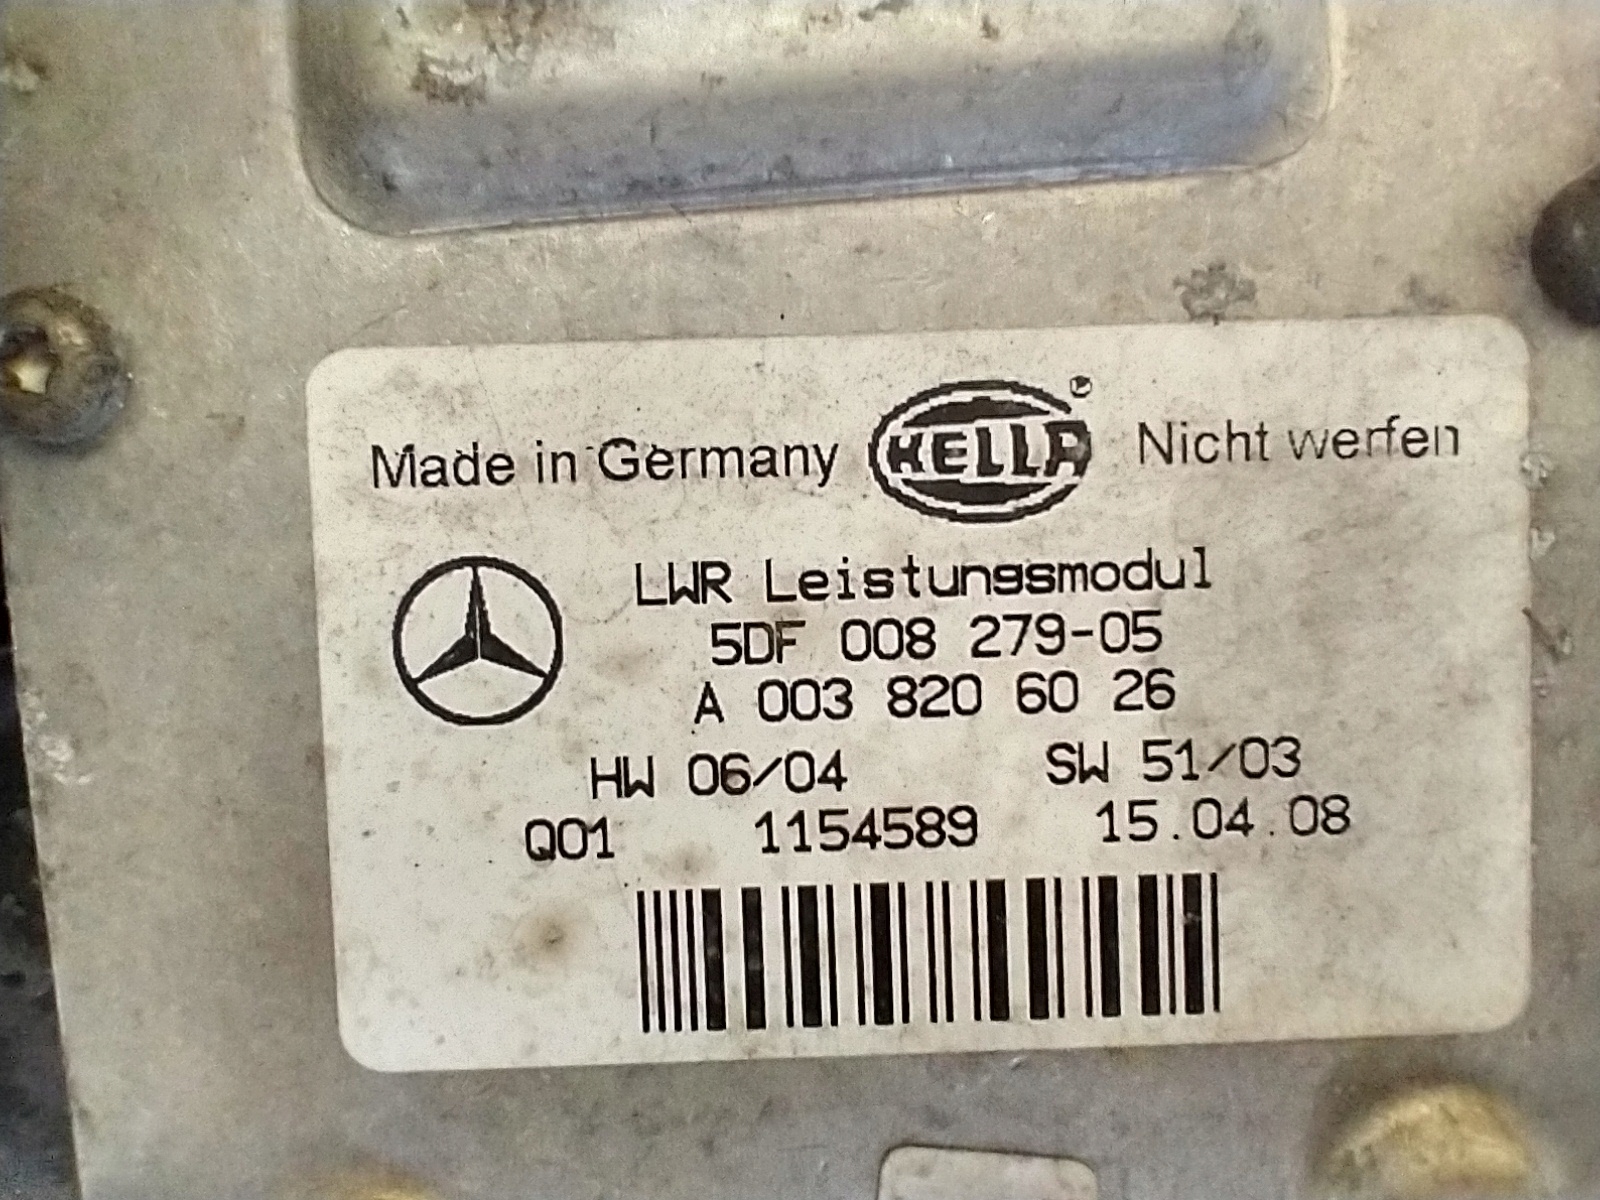 Made in Germany HELLA Nicht werfen
LWR Leistungsmodul
5DF 008 279-05
A 003 820 60 26
HW 06/04 SW 51/03
Q01 1154589 15.04.08